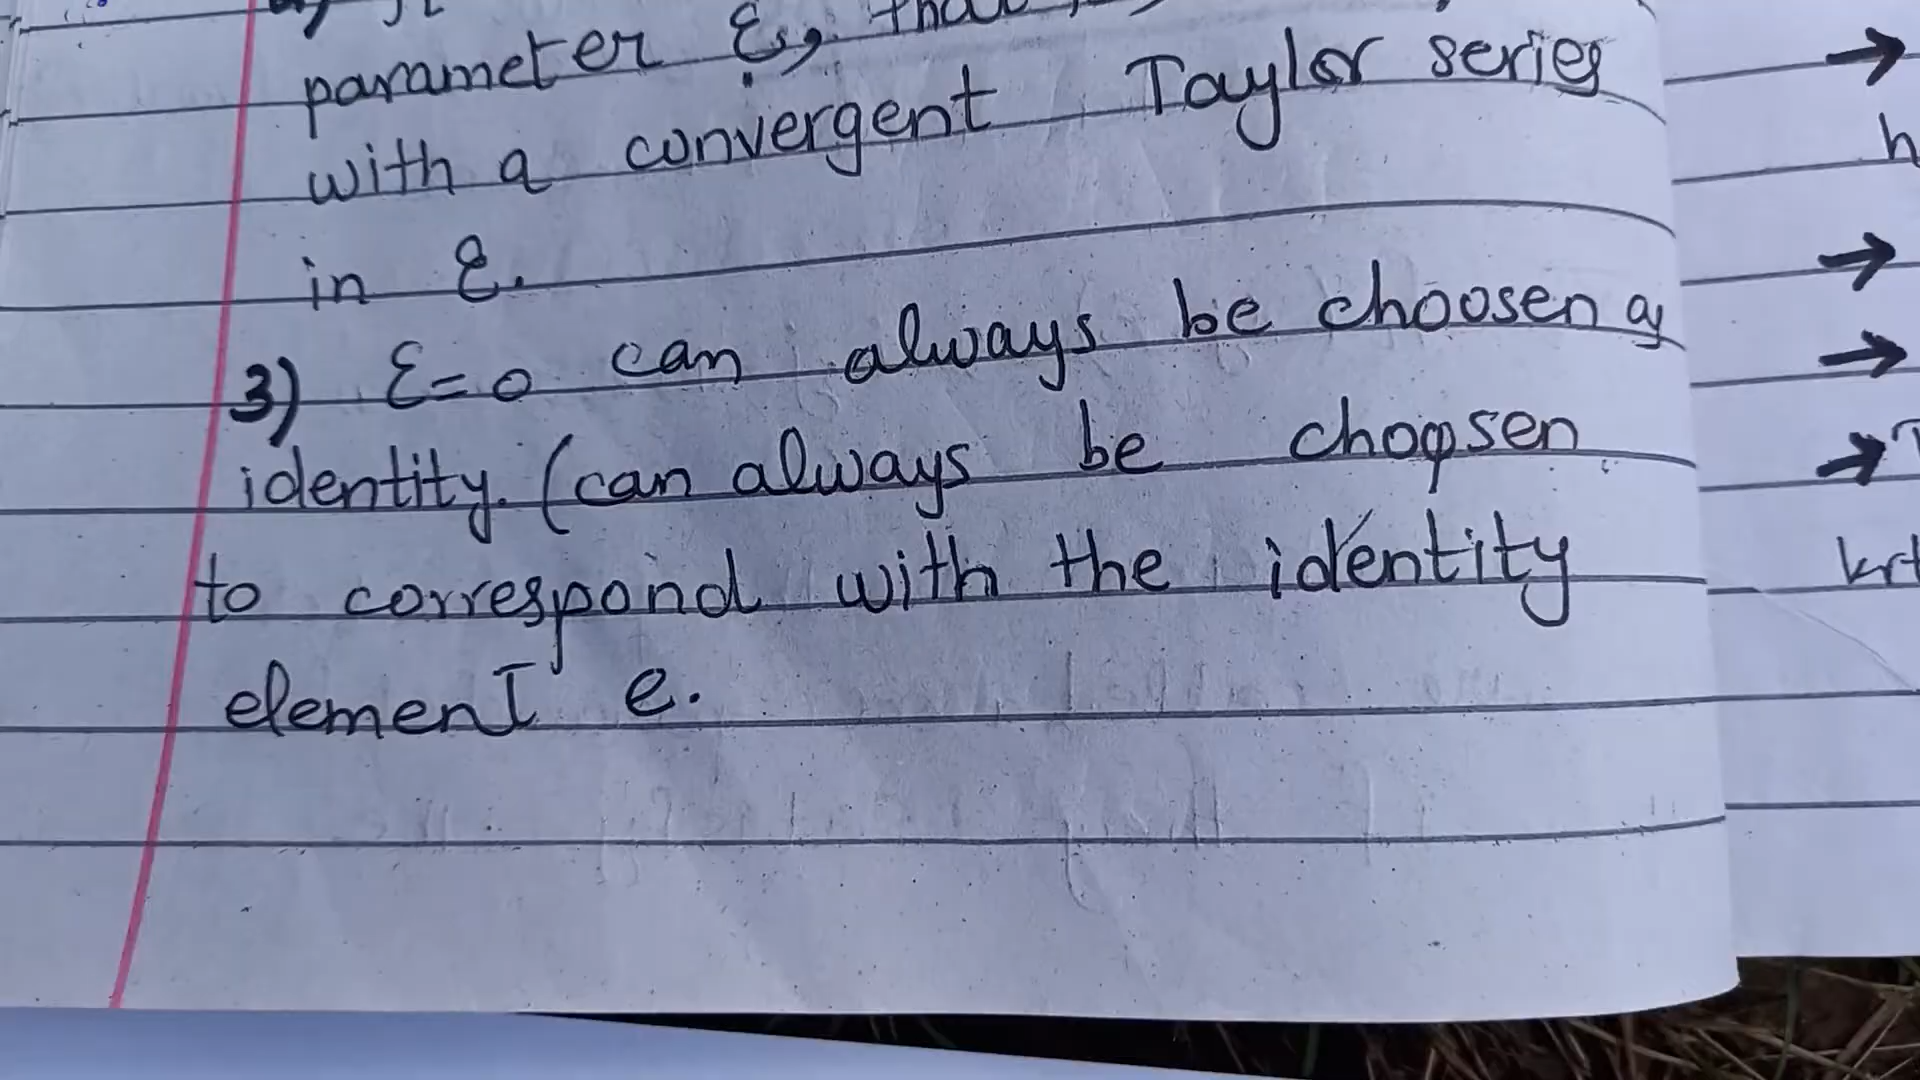 parameter ε, that
with a convergent Taylor series
in ε.
3) ε=0 can always be choosen as
identity. (can always be choosen
to correspond with the identity
element e.
h
krt